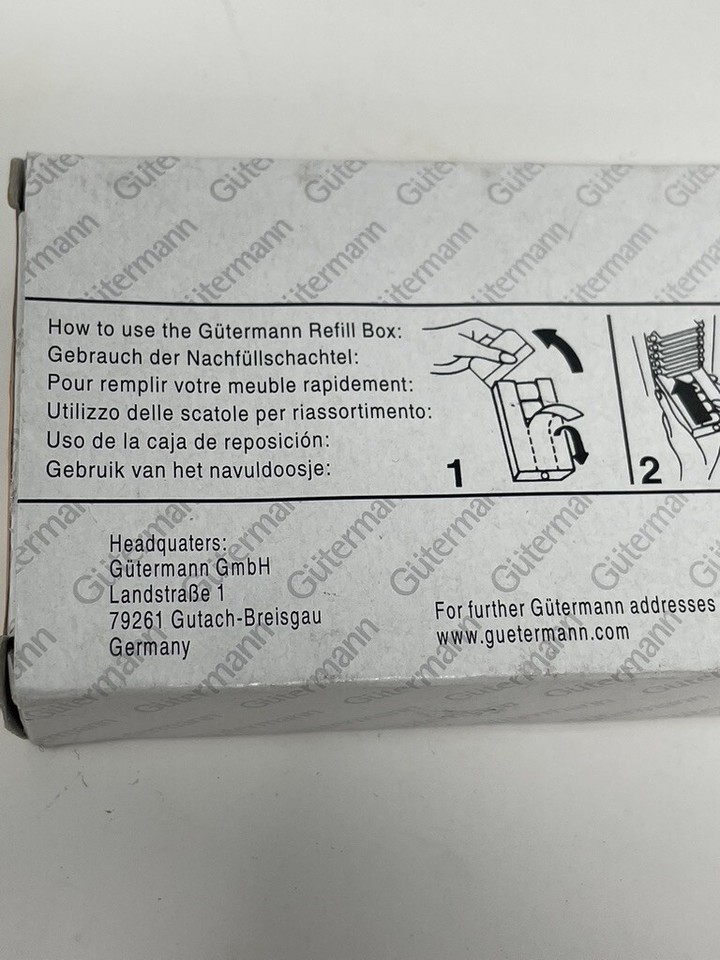 How to use the Gütermann Refill Box:
Gebrauch der Nachfüllschachtel:
Pour remplir votre meuble rapidement:
Utilizzo delle scatole per riassortimento:
Uso de la caja de reposición:
Gebruik van het navuldoosje:
1
2
Headquaters:
Gütermann GmbH
Landstraße 1
79261 Gutach-Breisgau
Germany
For further Gütermann addresses
www.guetermann.com